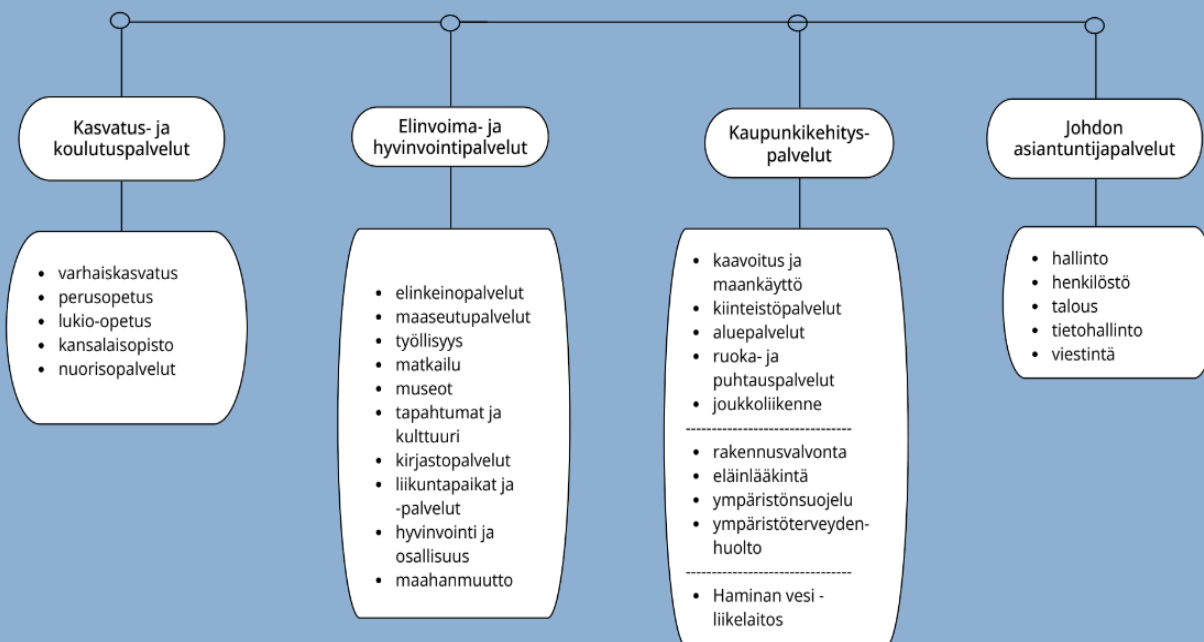 Kasvatus- ja
koulutuspalvelut
• varhaiskasvatus
• perusopetus
• lukio-opetus
• kansalaisopisto
• nuorisopalvelut
Elinvoima- ja
hyvinvointipalvelut
• elinkeinopalvelut
• maaseutupalvelut
• työllisyys
• matkailu
• museot
• tapahtumat ja
kulttuuri
• kirjastopalvelut
• liikuntapaikat ja
-palvelut
• hyvinvointi ja
osallisuus
• maahanmuutto
Kaupunkikehitys-
palvelut
• kaavoitus ja
maankäyttö
• kiinteistöpalvelut
• aluepalvelut
• ruoka- ja
puhtauspalvelut
• joukkoliikenne
--------------------------------
• rakennusvalvonta
• eläinlääkintä
• ympäristönsuojelu
• ympäristöterveyden-
huolto
--------------------------------
• Haminan vesi -
liikelaitos
Johdon
asiantuntijapalvelut
• hallinto
• henkilöstö
• talous
• tietohallinto
• viestintä